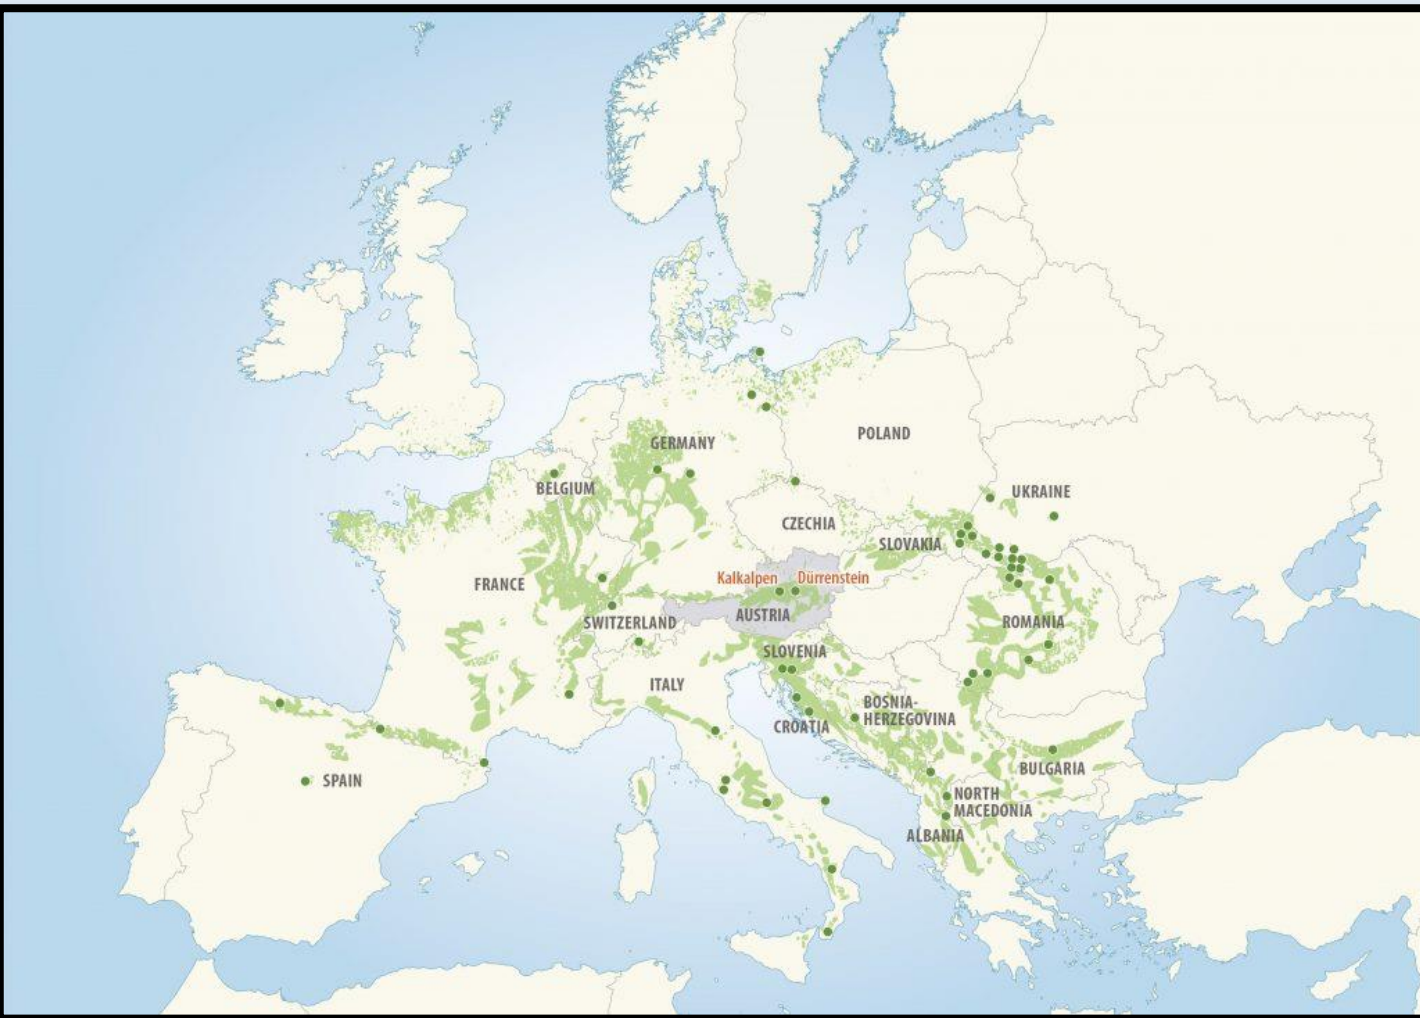 POLAND
GERMANY
BELGIUM
UKRAINE
CZECHIA
SLOVAKIA
FRANCE
Kalkalpen
Dürrenstein
AUSTRIA
SWITZERLAND
ROMANIA
SLOVENIA
ITALY
BOSNIA-
HERZEGOVINA
CROATIA
BULGARIA
SPAIN
NORTH
MACEDONIA
ALBANIA